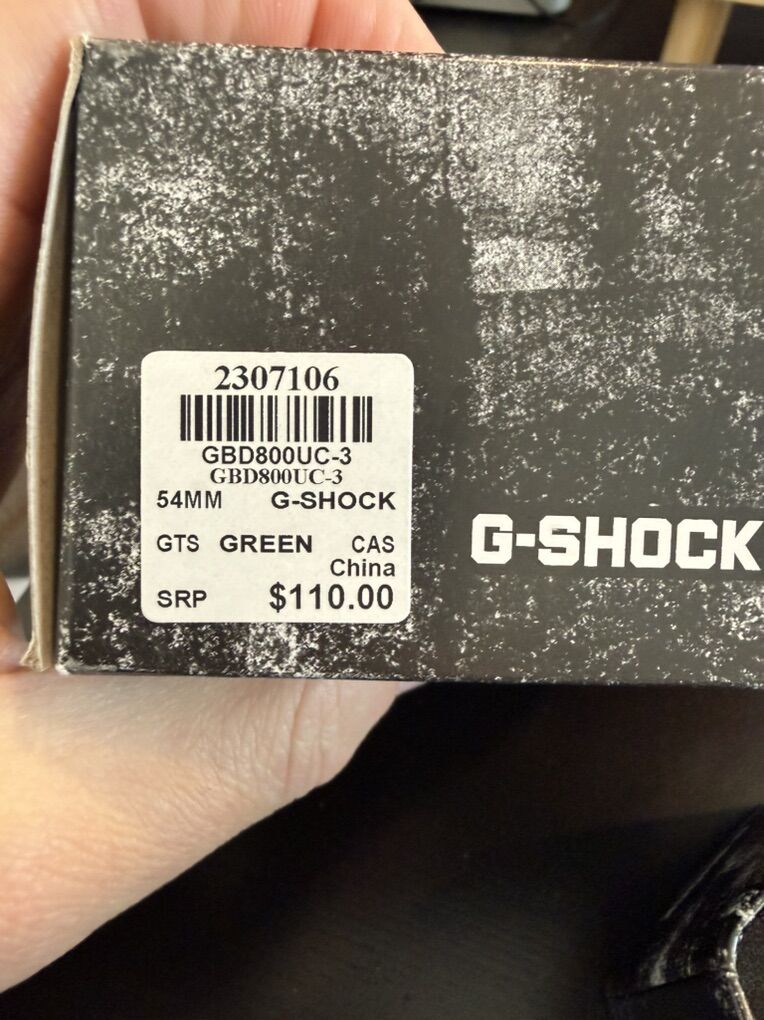 2307106
GBD800UC-3
GBD800UC-3
54MM G-SHOCK
GTS GREEN CAS
China
SRP $110.00
G-SHOCK